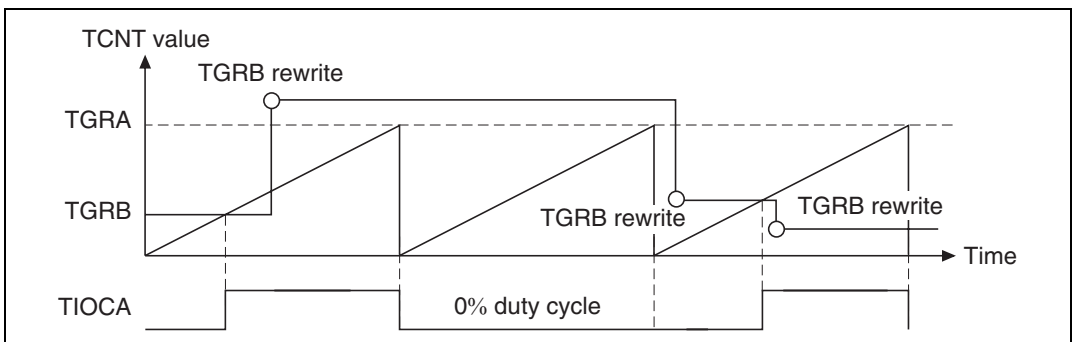 TCNT value
TGRB rewrite
TGRA
TGRB
TGRB rewrite
TGRB rewrite
Time
TIOCA
0% duty cycle